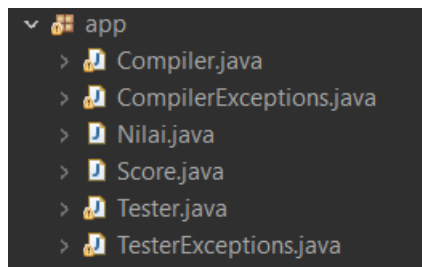 app
Compiler.java
CompilerExceptions.java
Nilai.java
Score.java
Tester.java
TesterExceptions.java